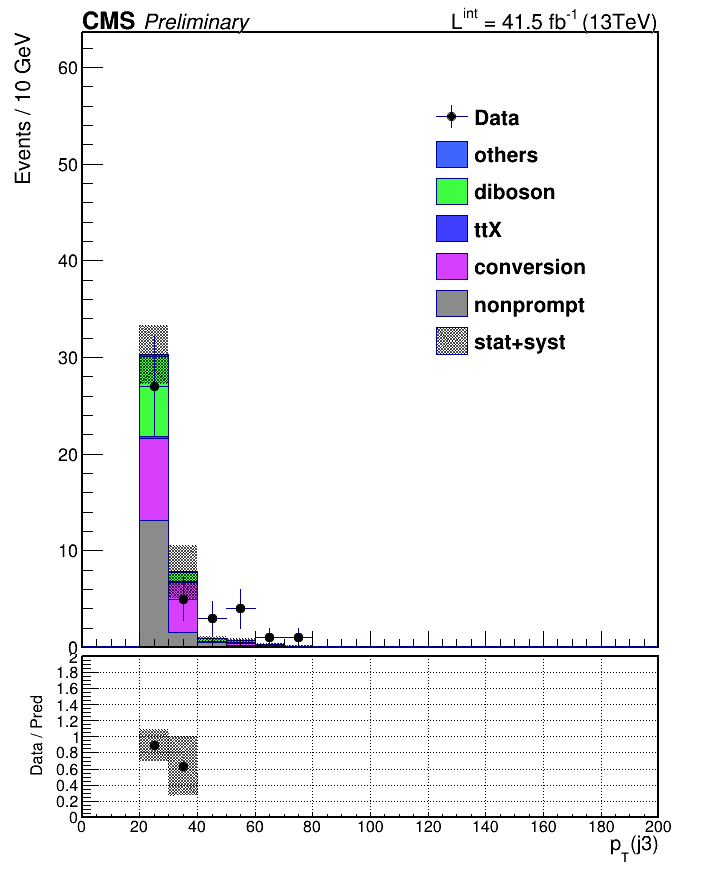 CMS Preliminary L^int = 41.5 fb^-1 (13TeV)
Events / 10 GeV
60
50
40
30
20
10
0
Data
others
diboson
ttX
conversion
nonprompt
stat+syst
Data / Pred
2
1.8
1.6
1.4
1.2
1
0.8
0.6
0.4
0.2
0
0 20 40 60 80 100 120 140 160 180 200
p_T(j3)